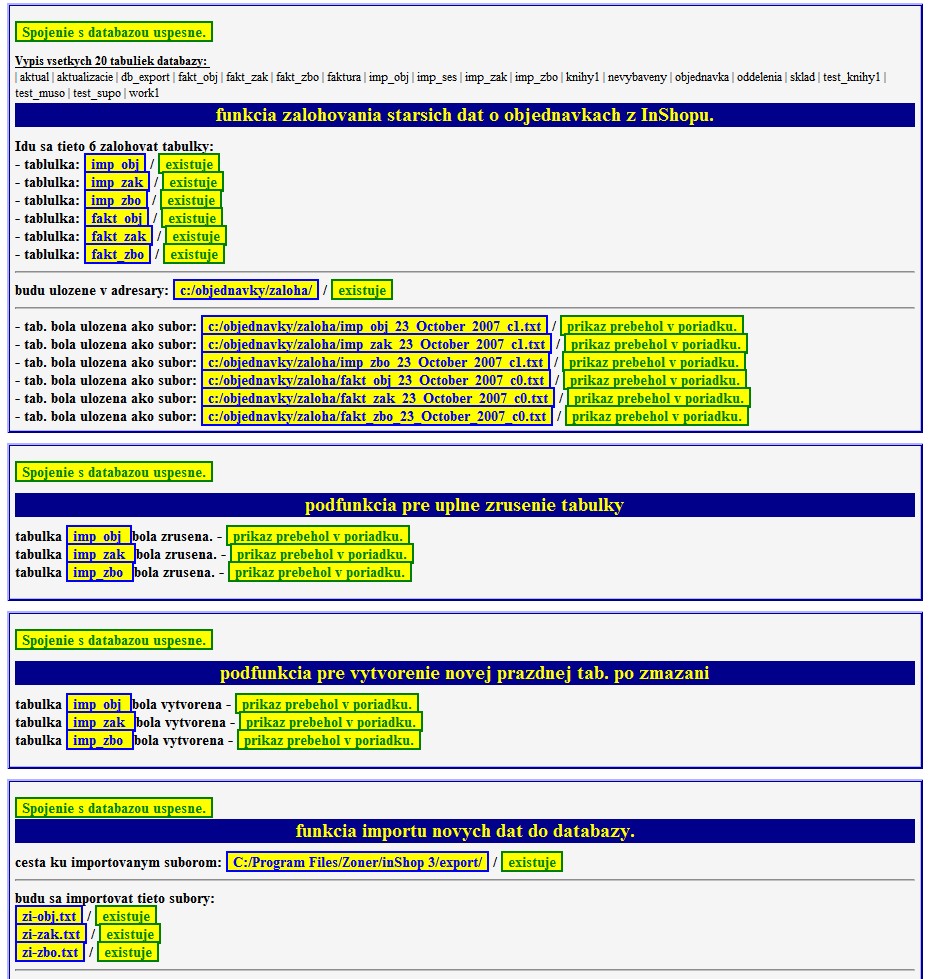 Spojenie s databazou uspesne.
Vypis vsetkych 20 tabuliek databazy:
| aktual | aktualizacie | db_export | fakt_obj | fakt_zak | fakt_zbo | faktura | imp_obj | imp_ses | imp_zak | imp_zbo | knihy1 | nevybaveny | objednavka | oddelenia | sklad | test_knihy1 |
test_muso | test_supo | work1
funkcia zalohovania starsich dat o objednavkach z InShopu.
Idu sa tieto 6 zalohovat tabulky:
- tablulka: imp_obj / existuje
- tablulka: imp_zak / existuje
- tablulka: imp_zbo / existuje
- tablulka: fakt_obj / existuje
- tablulka: fakt_zak / existuje
- tablulka: fakt_zbo / existuje
budu ulozene v adresary: c:/objednavky/zaloha/ / existuje
- tab. bola ulozena ako subor: c:/objednavky/zaloha/imp_obj_23_October_2007_c1.txt / prikaz prebehol v poriadku.
- tab. bola ulozena ako subor: c:/objednavky/zaloha/imp_zak_23_October_2007_c1.txt / prikaz prebehol v poriadku.
- tab. bola ulozena ako subor: c:/objednavky/zaloha/imp_zbo_23_October_2007_c1.txt / prikaz prebehol v poriadku.
- tab. bola ulozena ako subor: c:/objednavky/zaloha/fakt_obj_23_October_2007_c0.txt / prikaz prebehol v poriadku.
- tab. bola ulozena ako subor: c:/objednavky/zaloha/fakt_zak_23_October_2007_c0.txt / prikaz prebehol v poriadku.
- tab. bola ulozena ako subor: c:/objednavky/zaloha/fakt_zbo_23_October_2007_c0.txt / prikaz prebehol v poriadku.
Spojenie s databazou uspesne.
podfunkcia pre uplne zrusenie tabulky
tabulka imp_obj bola zrusena. - prikaz prebehol v poriadku.
tabulka imp_zak bola zrusena. - prikaz prebehol v poriadku.
tabulka imp_zbo bola zrusena. - prikaz prebehol v poriadku.
Spojenie s databazou uspesne.
podfunkcia pre vytvorenie novej prazdnej tab. po zmazani
tabulka imp_obj bola vytvorena - prikaz prebehol v poriadku.
tabulka imp_zak bola vytvorena - prikaz prebehol v poriadku.
tabulka imp_zbo bola vytvorena - prikaz prebehol v poriadku.
Spojenie s databazou uspesne.
funkcia importu novych dat do databazy.
cesta ku importovanym suborom: C:/Program Files/Zoner/inShop 3/export/ / existuje
budu sa importovat tieto subory:
zi-obj.txt / existuje
zi-zak.txt / existuje
zi-zbo.txt / existuje